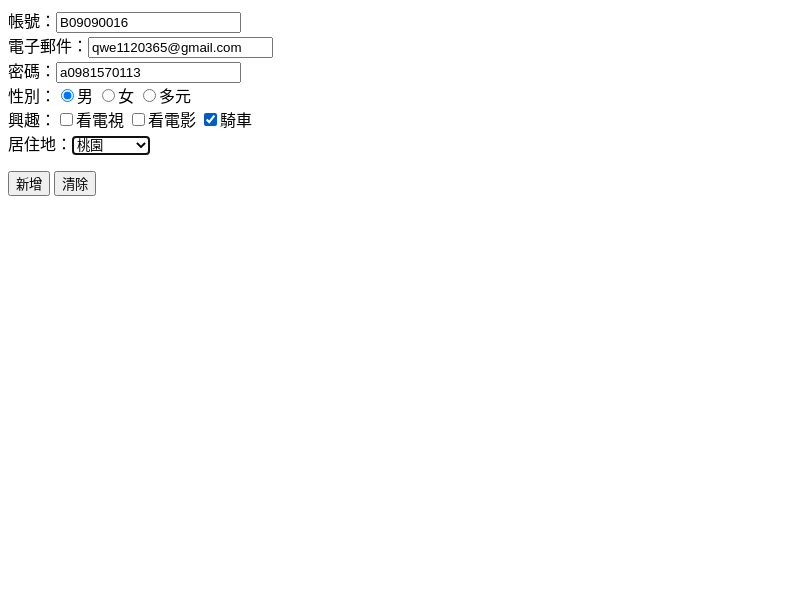 帳號：B09090016
電子郵件：qwe1120365@gmail.com
密碼：a0981570113
性別：男 女 多元
興趣：看電視 看電影 騎車
居住地：桃園
新增 清除